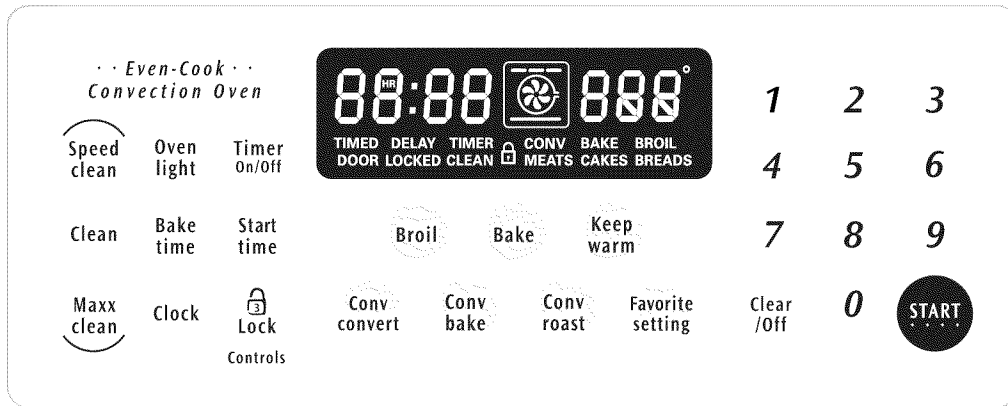 · · Even-Cook · ·
Convection Oven
Speed
clean
Oven
light
Timer
On/Off
Clean
Bake
time
Start
time
Maxx
clean
Clock
3
Lock
Controls
88:88
HR
888°
TIMED DELAY TIMER CONV BAKE BROIL
DOOR LOCKED CLEAN MEATS CAKES BREADS
Broil
Bake
Keep
warm
Conv
convert
Conv
bake
Conv
roast
Favorite
setting
1 2 3
4 5 6
7 8 9
Clear
/Off
0
START